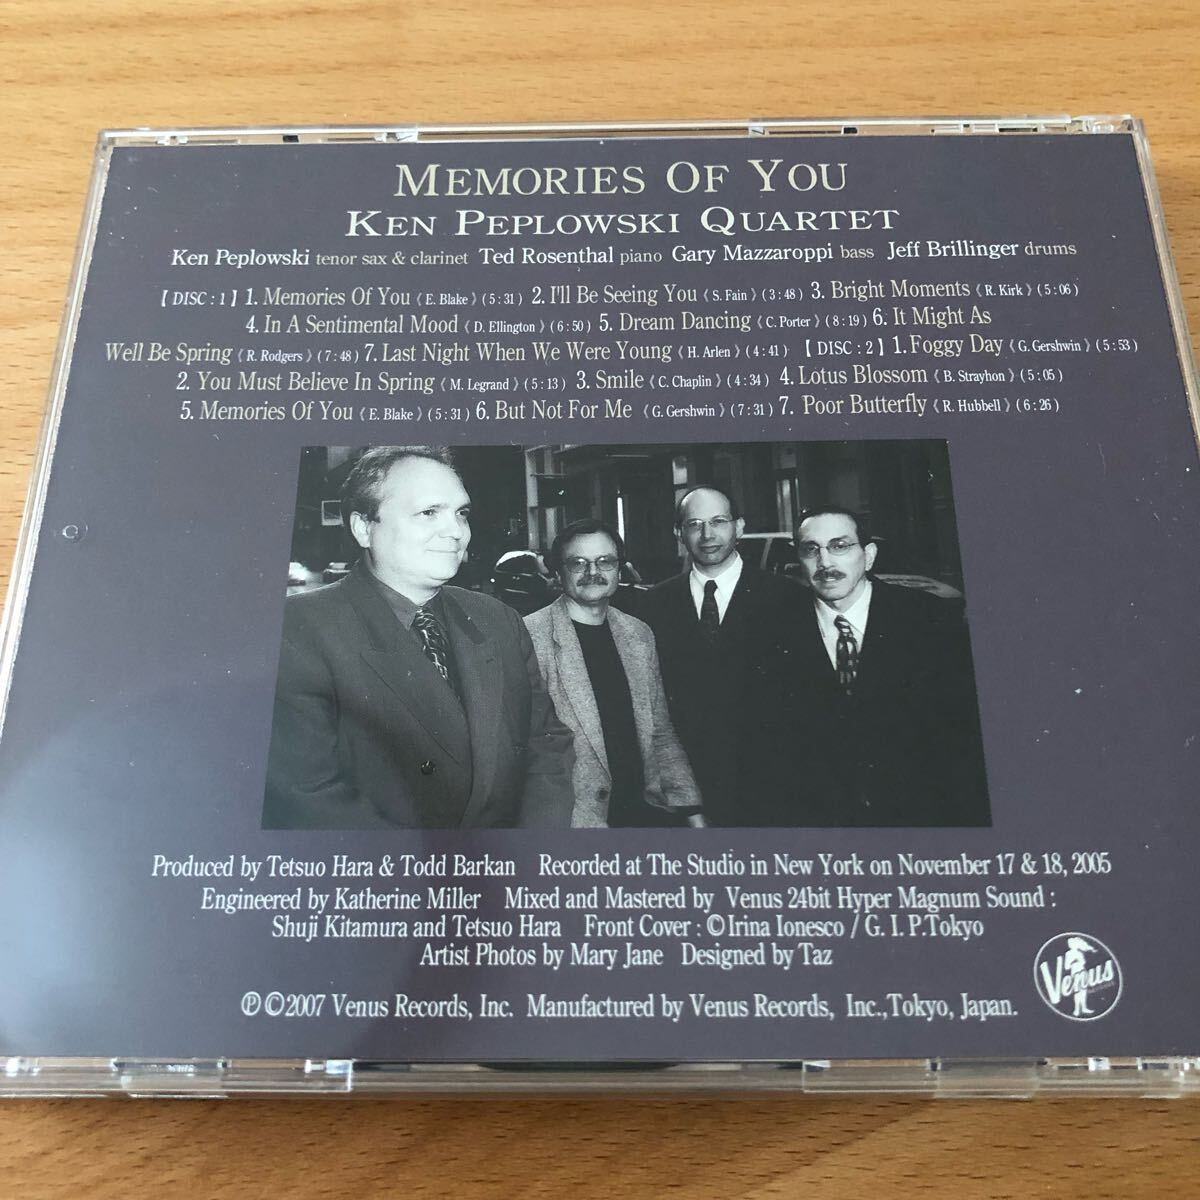 MEMORIES OF YOU
KEN PEPLOWSKI QUARTET
Ken Peplowski tenor sax & clarinet Ted Rosenthal piano Gary Mazzaroppi bass Jeff Brillinger drums
【DISC : 1】 1. Memories Of You《E. Blake》(5 : 31) 2. I'll Be Seeing You《S. Fain》(3 : 48) 3. Bright Moments《R. Kirk》(5 : 06)
4. In A Sentimental Mood《D. Ellington》(6 : 50) 5. Dream Dancing《C. Porter》(8 : 19) 6. It Might As
Well Be Spring《R. Rodgers》(7 : 48) 7. Last Night When We Were Young《H. Arlen》(4 : 41)【DISC : 2】1. Foggy Day《G. Gershwin》(5 : 53)
2. You Must Believe In Spring《M. Legrand》(5 : 13) 3. Smile《C. Chaplin》(4 : 34) 4. Lotus Blossom《B. Strayhon》(5 : 05)
5. Memories Of You《E. Blake》(5 : 31) 6. But Not For Me《G. Gershwin》(7 : 31) 7. Poor Butterfly《R. Hubbell》(6 : 26)
Produced by Tetsuo Hara & Todd Barkan Recorded at The Studio in New York on November 17 & 18, 2005
Engineered by Katherine Miller Mixed and Mastered by Venus 24bit Hyper Magnum Sound :
Shuji Kitamura and Tetsuo Hara Front Cover : ©Irina Ionesco / G. I. P.Tokyo
Artist Photos by Mary Jane Designed by Taz
Venus
℗©2007 Venus Records, Inc. Manufactured by Venus Records, Inc.,Tokyo, Japan.